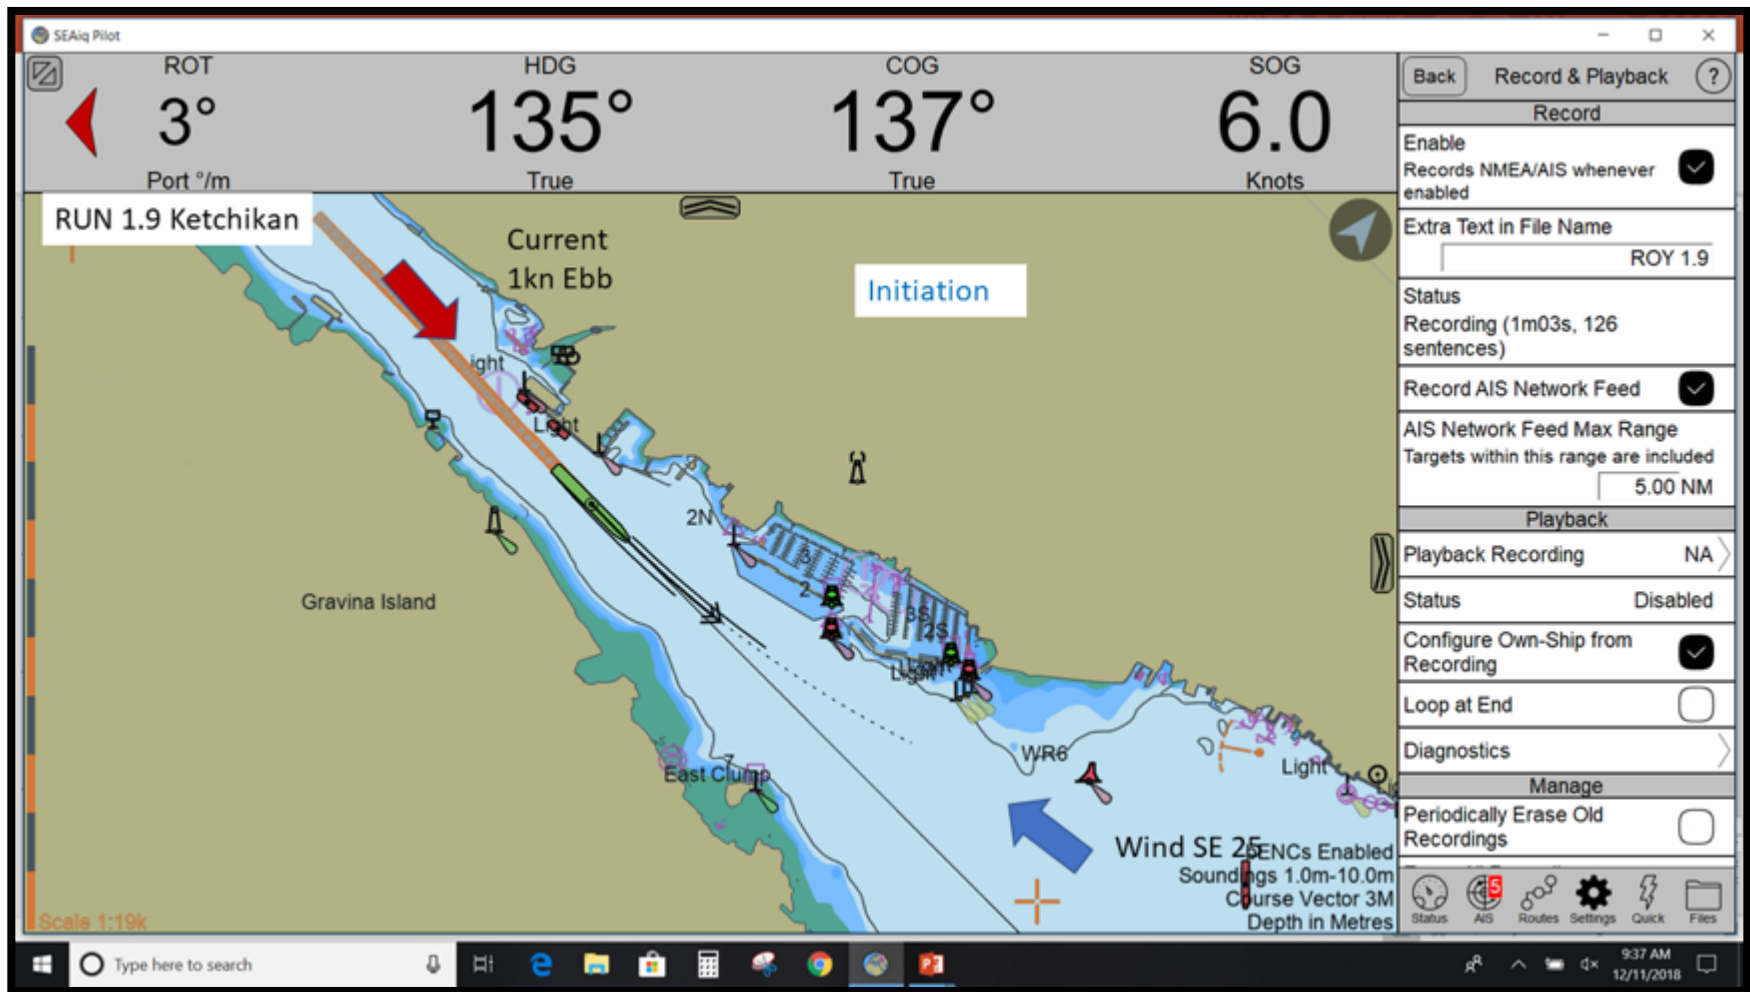 SEAiq Pilot
ROT
3°
Port °/m
HDG
135°
True
COG
137°
True
SOG
6.0
Knots
RUN 1.9 Ketchikan
Current
1kn Ebb
Initiation
ight
Light
2N
3
2
3S
2S
Gravina Island
7
East Clump
WR6
Light
Wind SE 25
ENCs Enabled
Soundings 1.0m-10.0m
Course Vector 3M
Depth in Metres
Scale 1:19k
Back
Record & Playback
?
Record
Enable
Records NMEA/AIS whenever
enabled
Extra Text in File Name
ROY 1.9
Status
Recording (1m03s, 126
sentences)
Record AIS Network Feed
AIS Network Feed Max Range
Targets within this range are included
5.00 NM
Playback
Playback Recording NA
Status Disabled
Configure Own-Ship from
Recording
Loop at End
Diagnostics
Manage
Periodically Erase Old
Recordings
5
Status AIS Routes Settings Quick Files
Type here to search
9:37 AM
12/11/2018